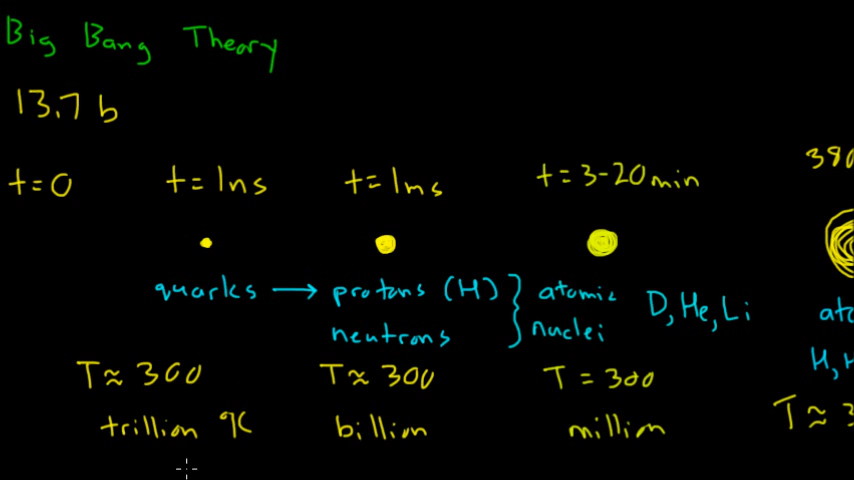 Big Bang Theory
13.7 b
t=0 t=1ns t=1ms t=3-20min 380
quarks → protons (H) } atomic D, He, Li
neutrons nuclei
H,
T≈300 T≈300 T=300 T≈3
trillion °C billion million